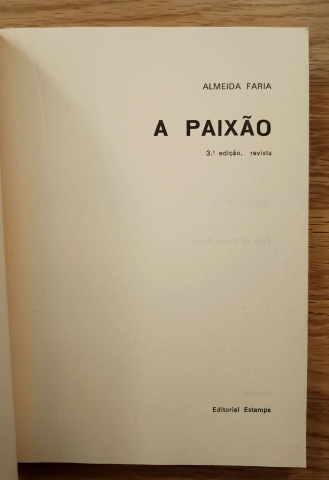 ALMEIDA FARIA
A PAIXÃO
3.ª edição, revista
Editorial Estampa